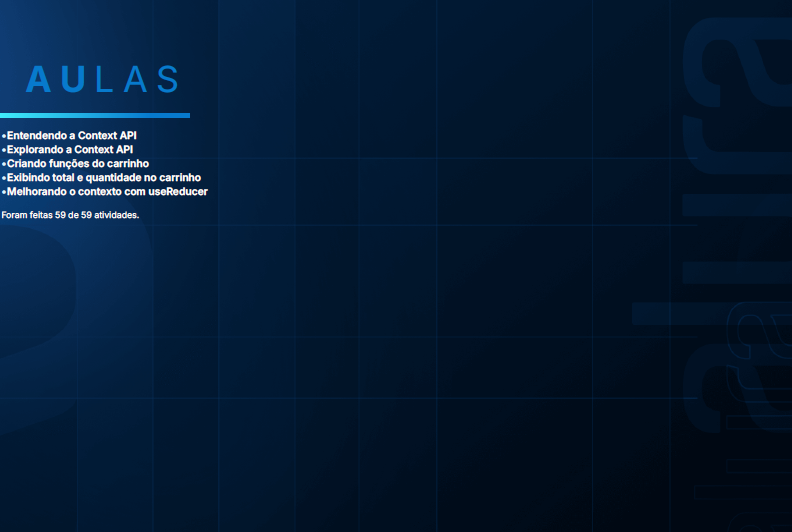 AULAS
•Entendendo a Context API
•Explorando a Context API
•Criando funções do carrinho
•Exibindo total e quantidade no carrinho
•Melhorando o contexto com useReducer
Foram feitas 59 de 59 atividades.
alura